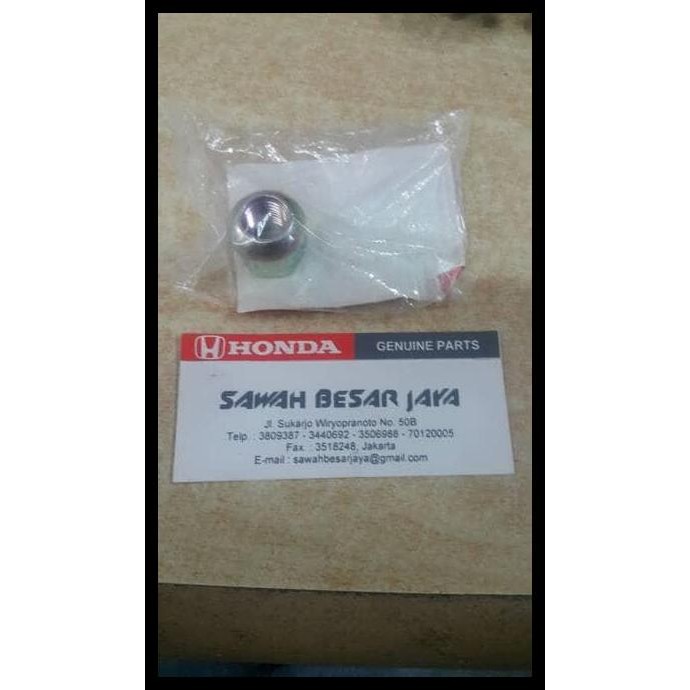 HONDA GENUINE PARTS
SAWAH BESAR JAYA
Jl. Sukarjo Wiryopranoto No. 50B
Telp. : 3809387 - 3440692 - 3506988 - 70120005
Fax. : 3518248, Jakarta
E-mail : sawahbesarjaya@gmail.com